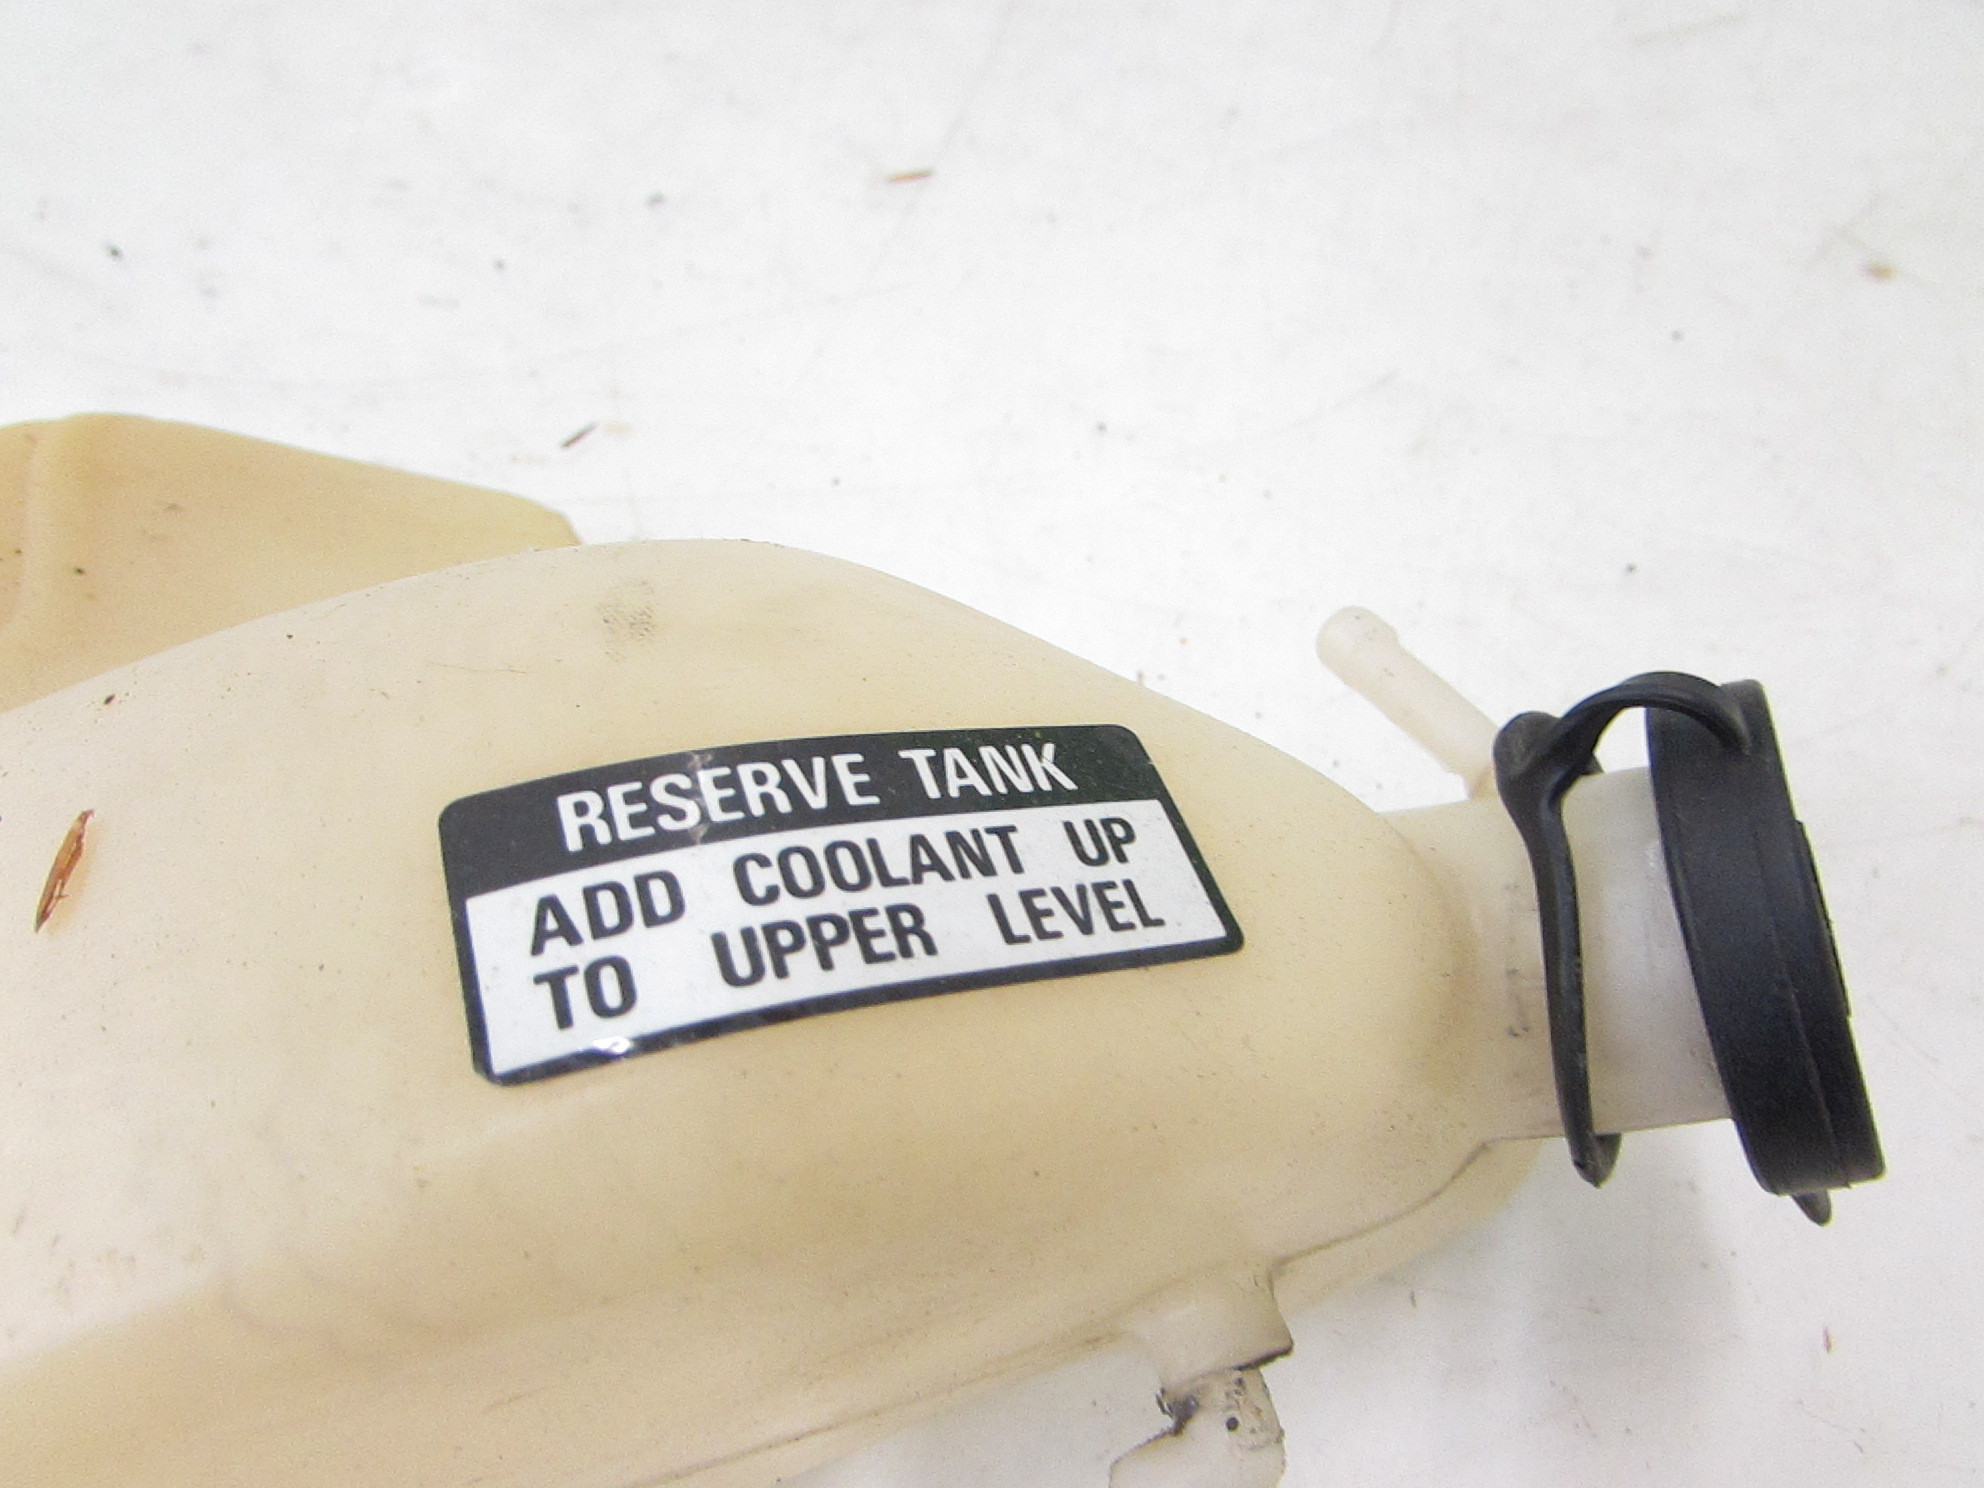 RESERVE TANK
ADD COOLANT UP
TO UPPER LEVEL